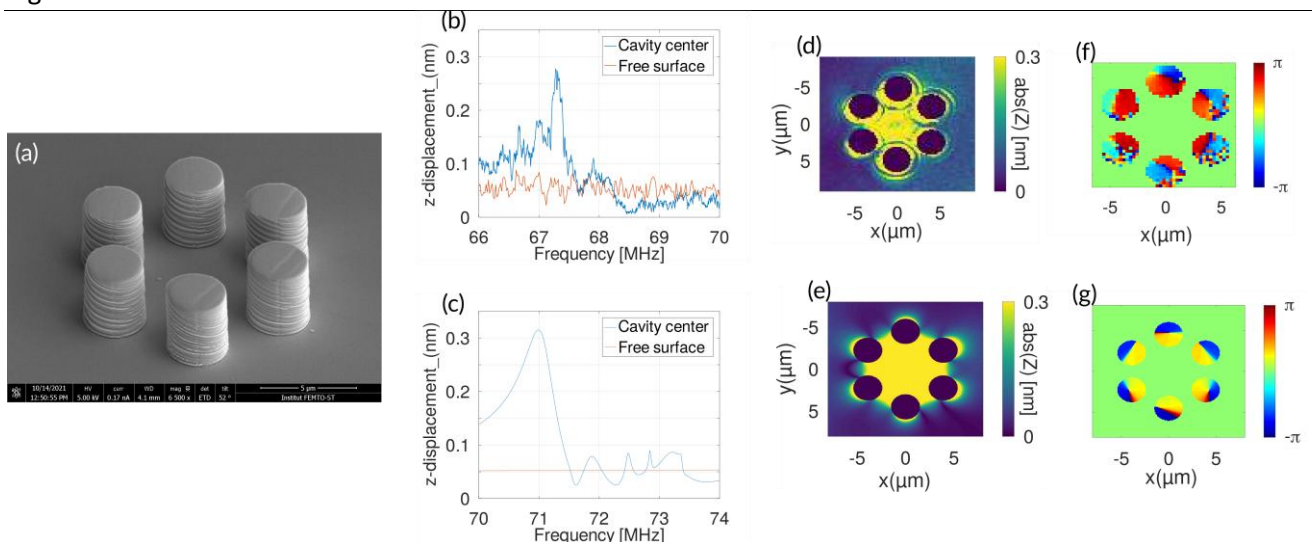 (a)
10/14/2021
12:50:55 PM
HV
5.00 kV
curr
0.17 nA
WD
4.1 mm
mag
6 500 x
det
ETD
tilt
52 °
5 µm
Institut FEMTO-ST
(b)
z-displacement_(nm)
0.3
0.2
0.1
0
Cavity center
Free surface
66 67 68 69 70
Frequency [MHz]
(c)
z-displacement_(nm)
0.3
0.2
0.1
0
Cavity center
Free surface
70 71 72 73 74
Frequency [MHz]
(d)
y(µm)
-5
0
5
-5 0 5
x(µm)
0.3
abs(Z) [nm]
0
(e)
y(µm)
-5
0
5
-5 0 5
x(µm)
0.3
abs(Z) [nm]
0
(f)
-5 0 5
x(µm)
π
-π
(g)
-5 0 5
x(µm)
π
-π